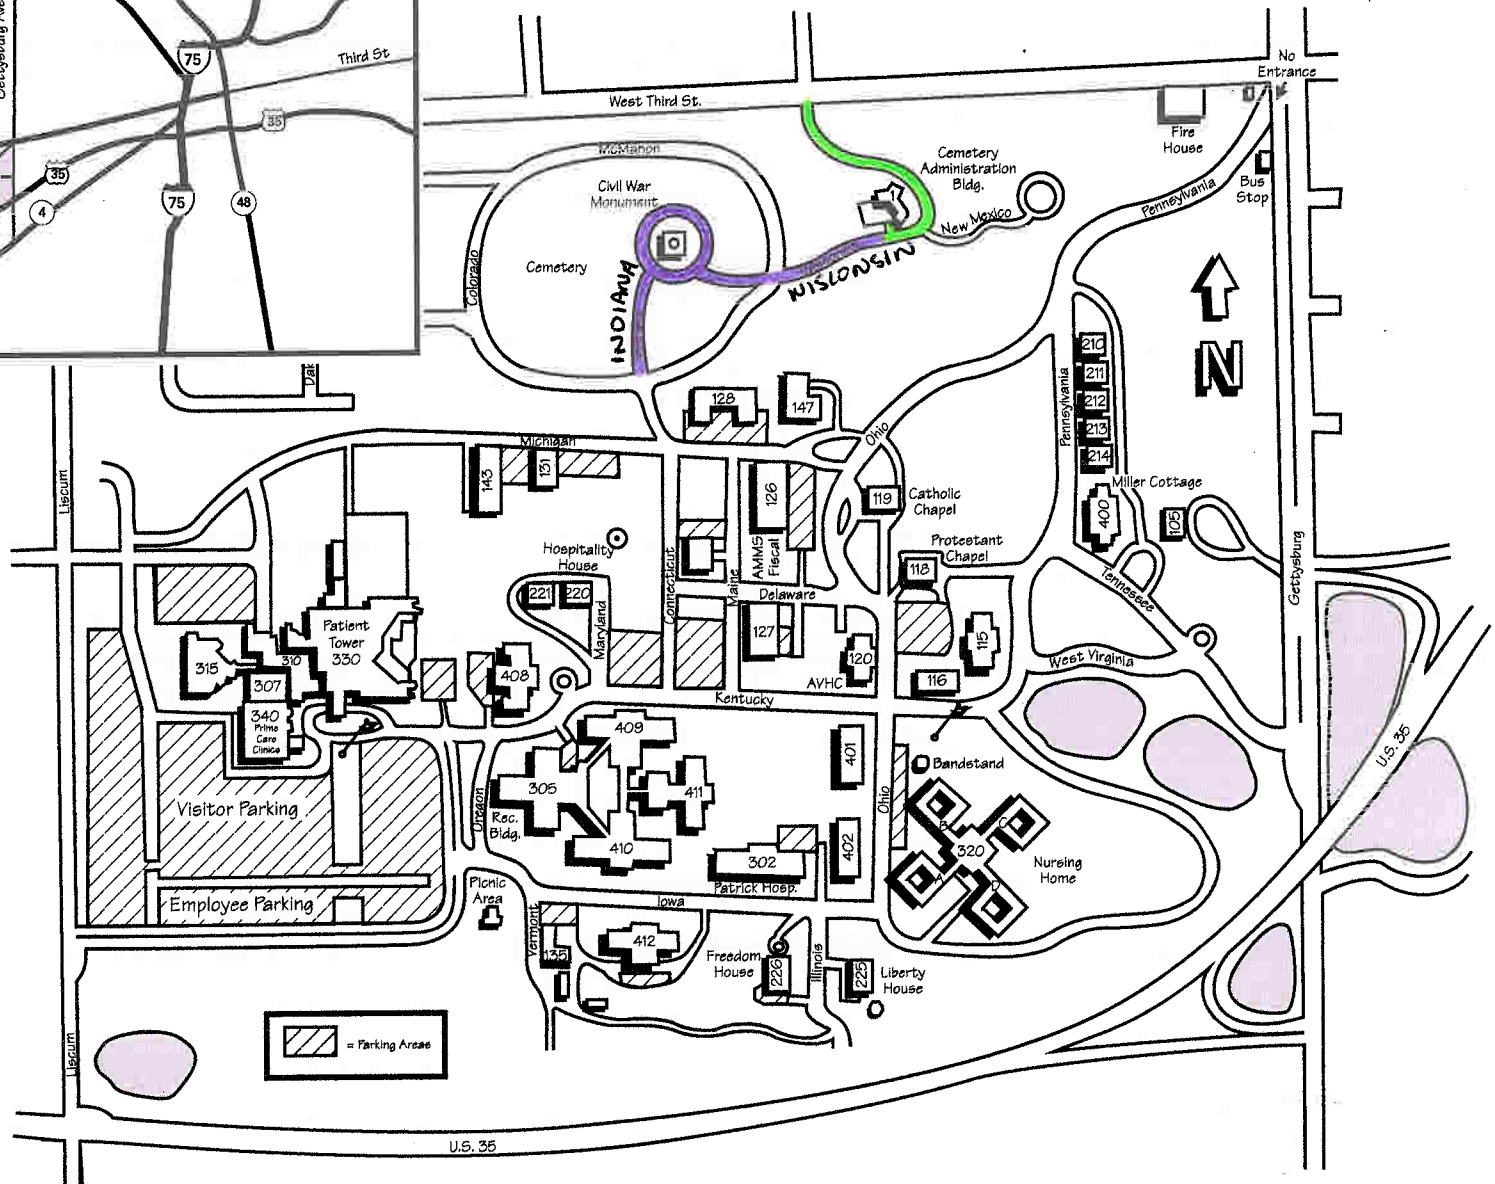 Gettysburg Ave
75
Third St
35
35
4
75
48
No
Entrance
West Third St.
Fire
House
McMahon
Cemetery
Administration
Bldg.
Civil War
Monument
1
New Mexico
Pennsylvania
Bus
Stop
Colorado
Cemetery
INDIANA
WISCONSIN
N
210
211
212
213
214
Pennsylvania
Dak
128
147
Ohio
Michigan
Liscum
143
131
126
119
Catholic
Chapel
Miller Cottage
400
105
Hospitality
House
AMMS
Fiscal
Protestant
Chapel
118
Gettysburg
221
220
Connecticut
Maine
Delaware
Tennessee
Patient
Tower
330
Maryland
127
115
315
310
307
408
120
AVHC
116
West Virginia
Kentucky
340
Prime
Care
Clinics
409
401
Bandstand
U.S. 35
Visitor Parking
Oregon
305
411
Rec.
Bldg.
Ohio
B
C
320
A
D
Nursing
Home
410
302
402
Patrick Hosp.
Employee Parking
Picnic
Area
Iowa
Vermont
135
412
Freedom
House
226
Illinois
225
Liberty
House
= Parking Areas
Liscum
U.S. 35